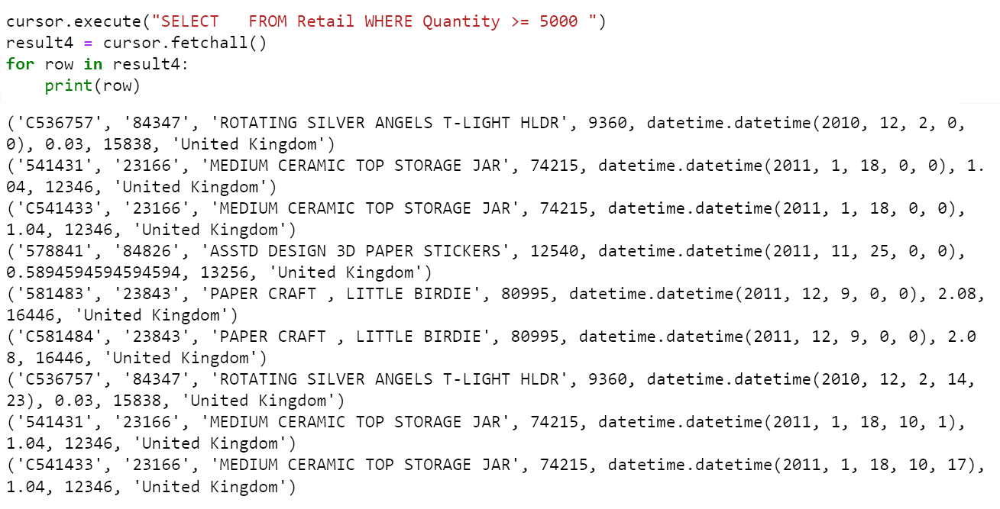 cursor.execute("SELECT   FROM Retail WHERE Quantity >= 5000 ")
result4 = cursor.fetchall()
for row in result4:
    print(row)
('C536757', '84347', 'ROTATING SILVER ANGELS T-LIGHT HLDR', 9360, datetime.datetime(2010, 12, 2, 0,
0), 0.03, 15838, 'United Kingdom')
('541431', '23166', 'MEDIUM CERAMIC TOP STORAGE JAR', 74215, datetime.datetime(2011, 1, 18, 0, 0), 1.
04, 12346, 'United Kingdom')
('C541433', '23166', 'MEDIUM CERAMIC TOP STORAGE JAR', 74215, datetime.datetime(2011, 1, 18, 0, 0),
1.04, 12346, 'United Kingdom')
('578841', '84826', 'ASSTD DESIGN 3D PAPER STICKERS', 12540, datetime.datetime(2011, 11, 25, 0, 0),
0.5894594594594594, 13256, 'United Kingdom')
('581483', '23843', 'PAPER CRAFT , LITTLE BIRDIE', 80995, datetime.datetime(2011, 12, 9, 0, 0), 2.08,
16446, 'United Kingdom')
('C581484', '23843', 'PAPER CRAFT , LITTLE BIRDIE', 80995, datetime.datetime(2011, 12, 9, 0, 0), 2.0
8, 16446, 'United Kingdom')
('C536757', '84347', 'ROTATING SILVER ANGELS T-LIGHT HLDR', 9360, datetime.datetime(2010, 12, 2, 14,
23), 0.03, 15838, 'United Kingdom')
('541431', '23166', 'MEDIUM CERAMIC TOP STORAGE JAR', 74215, datetime.datetime(2011, 1, 18, 10, 1),
1.04, 12346, 'United Kingdom')
('C541433', '23166', 'MEDIUM CERAMIC TOP STORAGE JAR', 74215, datetime.datetime(2011, 1, 18, 10, 17),
1.04, 12346, 'United Kingdom')